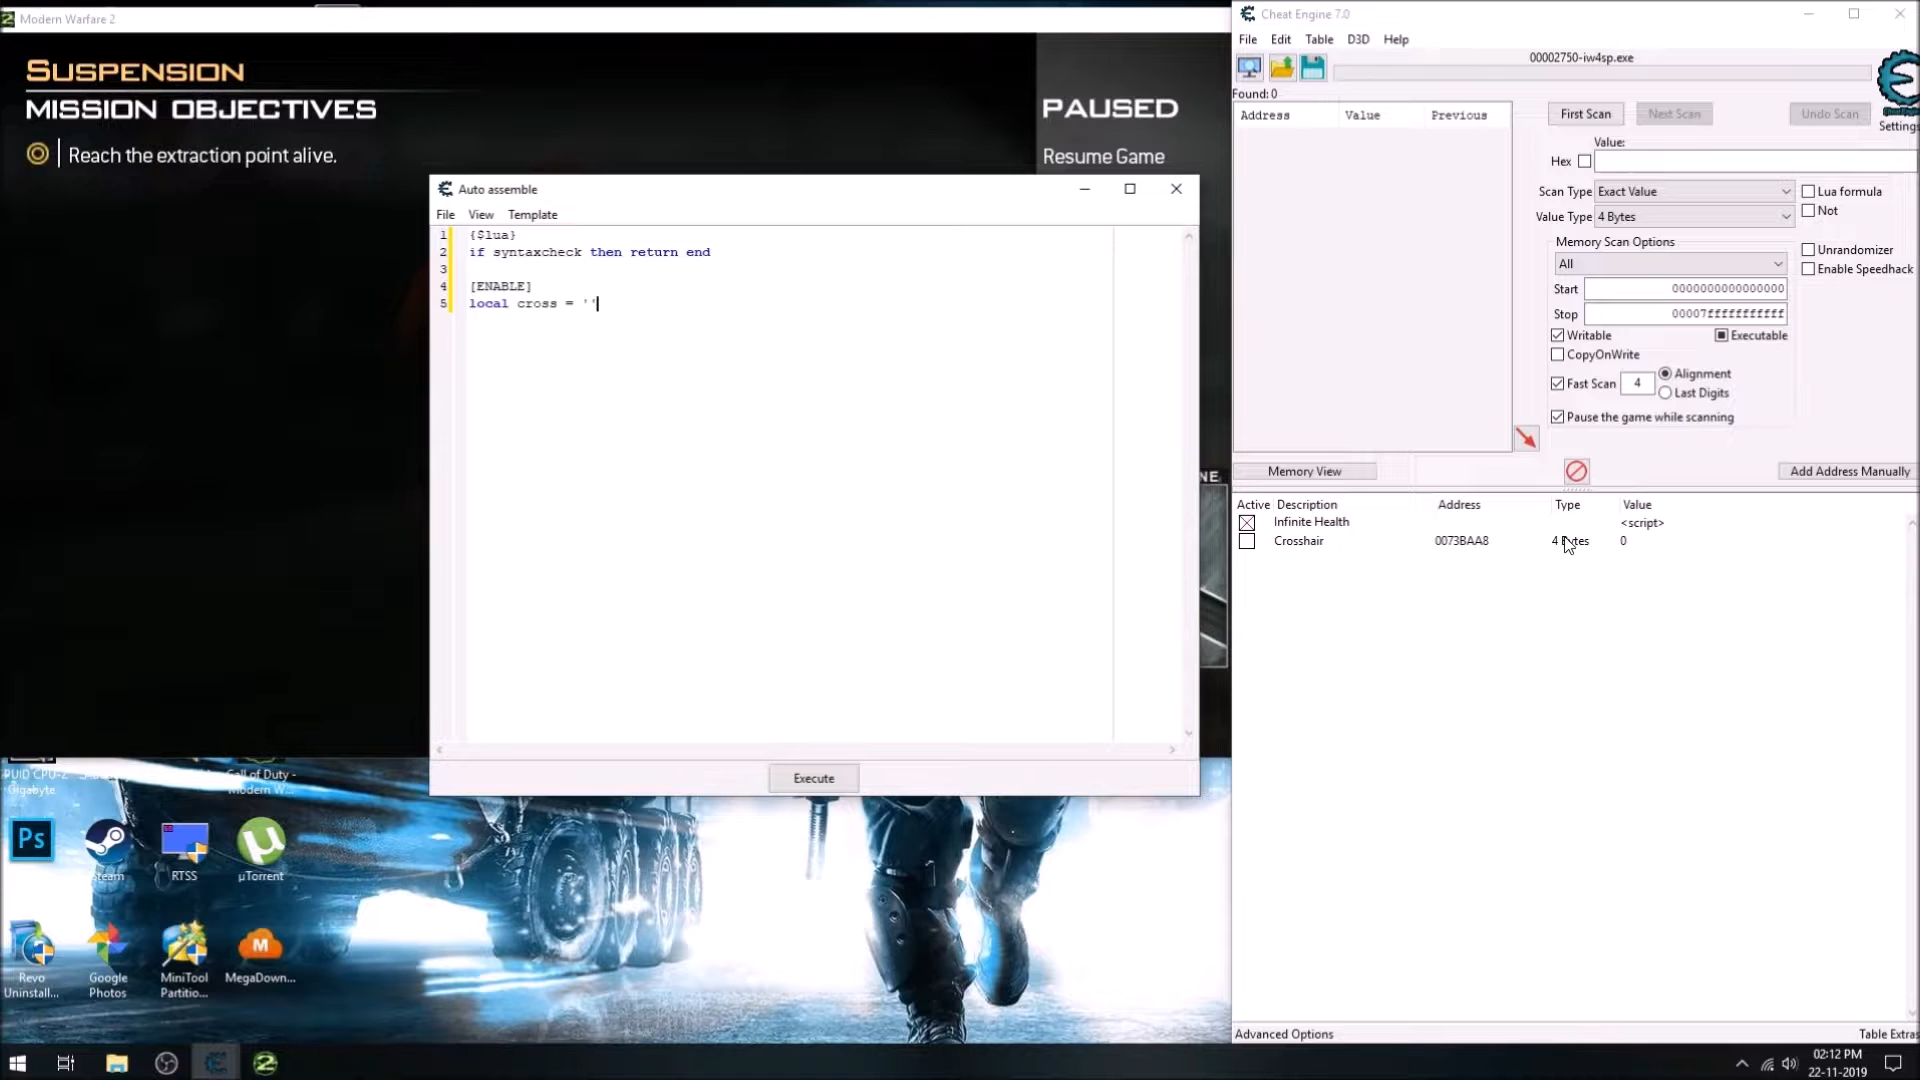 Modern Warfare 2
SUSPENSION
MISSION OBJECTIVES
Reach the extraction point alive.
PAUSED
Resume Game
Auto assemble
File View Template
1 {$lua}
2 if syntaxcheck then return end
3
4 [ENABLE]
5 local cross = ''
Execute
Cheat Engine 7.0
File Edit Table D3D Help
00002750-iw4sp.exe
Found: 0
Address Value Previous
First Scan Next Scan Undo Scan
Settings
Value:
Hex
Scan Type Exact Value Lua formula
Value Type 4 Bytes Not
Memory Scan Options
All
Unrandomizer
Enable Speedhack
Start 0000000000000000
Stop 00007fffffffffff
Writable Executable
CopyOnWrite
Fast Scan 4 Alignment
Last Digits
Pause the game while scanning
Memory View Add Address Manually
Active Description Address Type Value
Infinite Health <script>
Crosshair 0073BAA8 4 Bytes 0
Advanced Options Table Extras
NE
Gigabyte
Call of Duty -
Modern W...
Ps
Steam
RTSS
µTorrent
Revo
Uninstall...
Google
Photos
MiniTool
Partitio...
MegaDown...
02:12 PM
22-11-2019